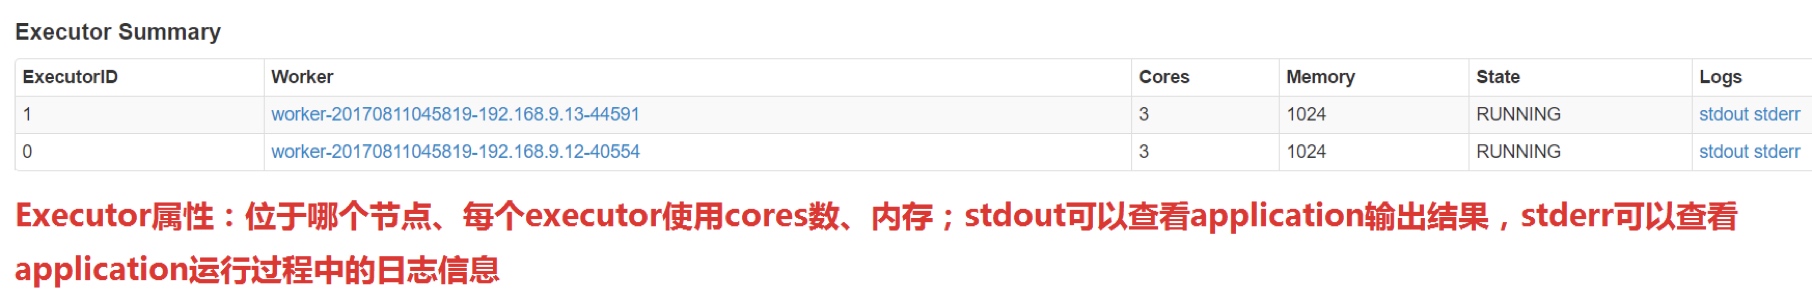 Executor Summary
ExecutorID Worker Cores Memory State Logs
1 worker-20170811045819-192.168.9.13-44591 3 1024 RUNNING stdout stderr
0 worker-20170811045819-192.168.9.12-40554 3 1024 RUNNING stdout stderr
Executor属性：位于哪个节点、每个executor使用cores数、内存；stdout可以查看application输出结果，stderr可以查看
application运行过程中的日志信息